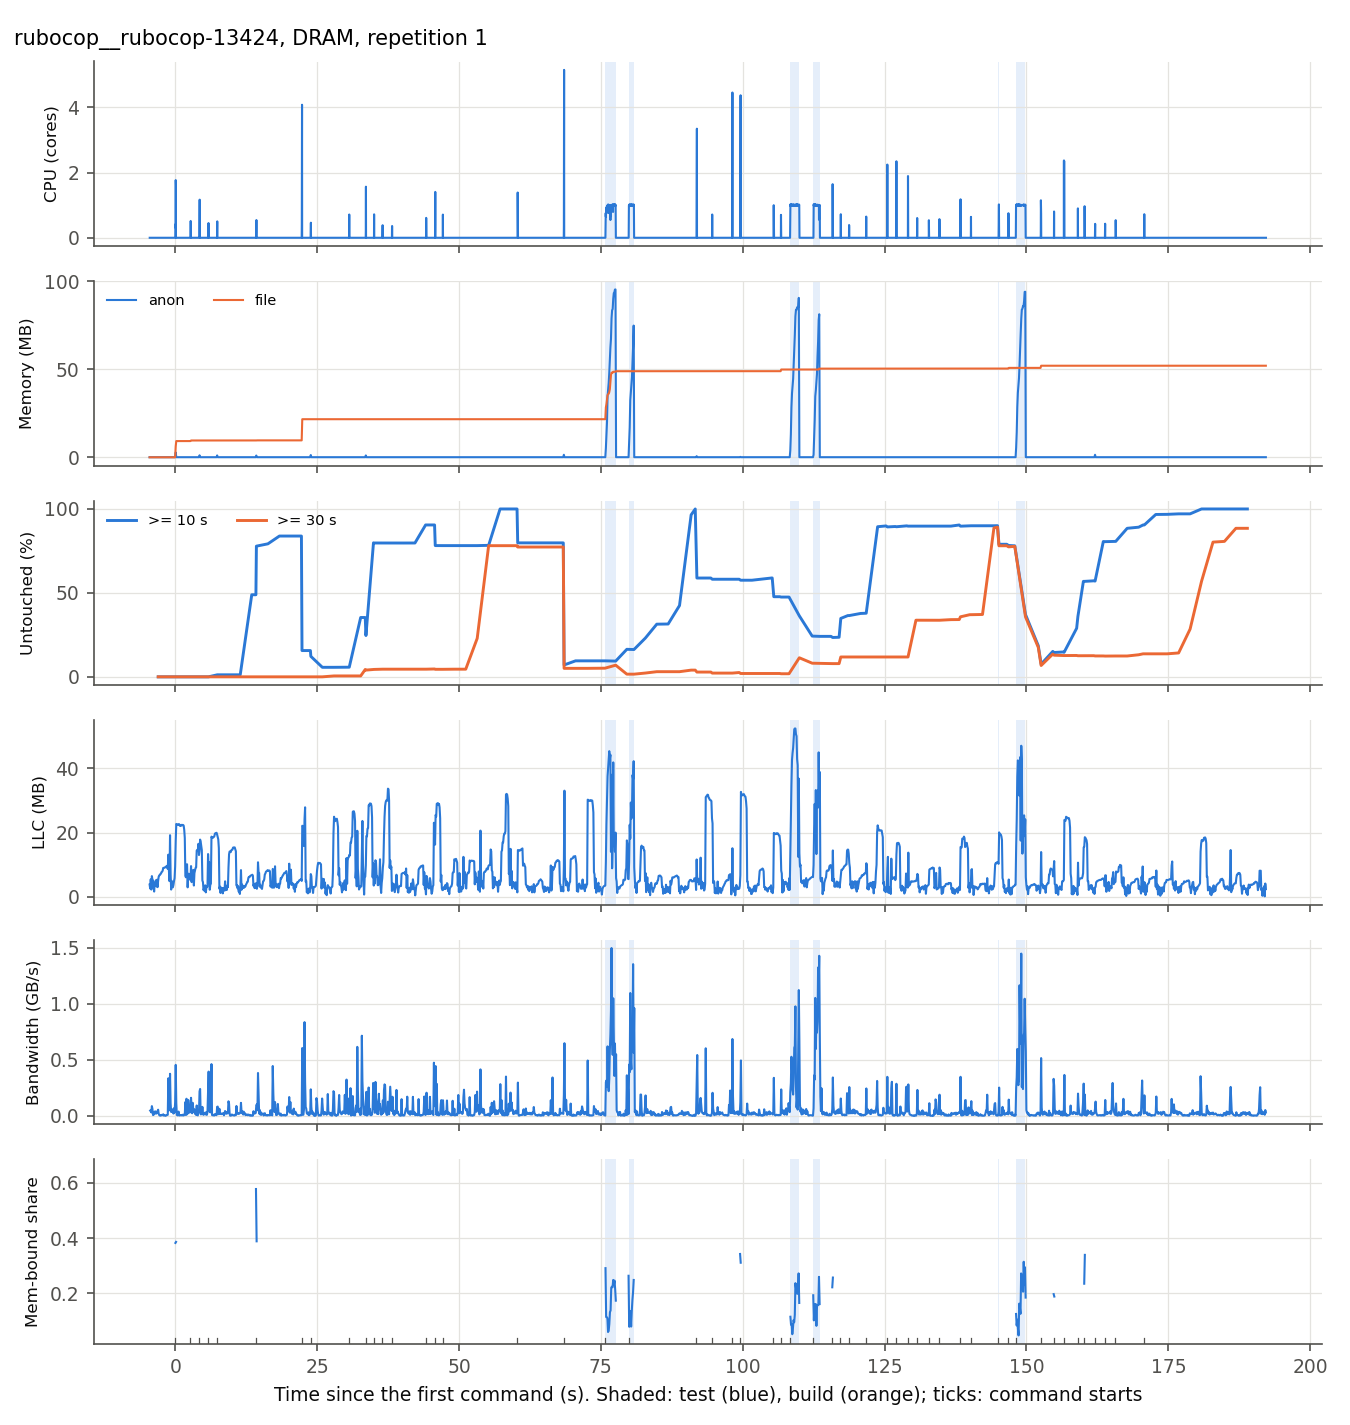 rubocop__rubocop-13424, DRAM, repetition 1
CPU (cores)
4
2
0
Memory (MB)
100
50
0
anon
file
Untouched (%)
100
50
0
>= 10 s
>= 30 s
LLC (MB)
40
20
0
Bandwidth (GB/s)
1.5
1.0
0.5
0.0
Mem-bound share
0.6
0.4
0.2
0 25 50 75 100 125 150 175 200
Time since the first command (s). Shaded: test (blue), build (orange); ticks: command starts